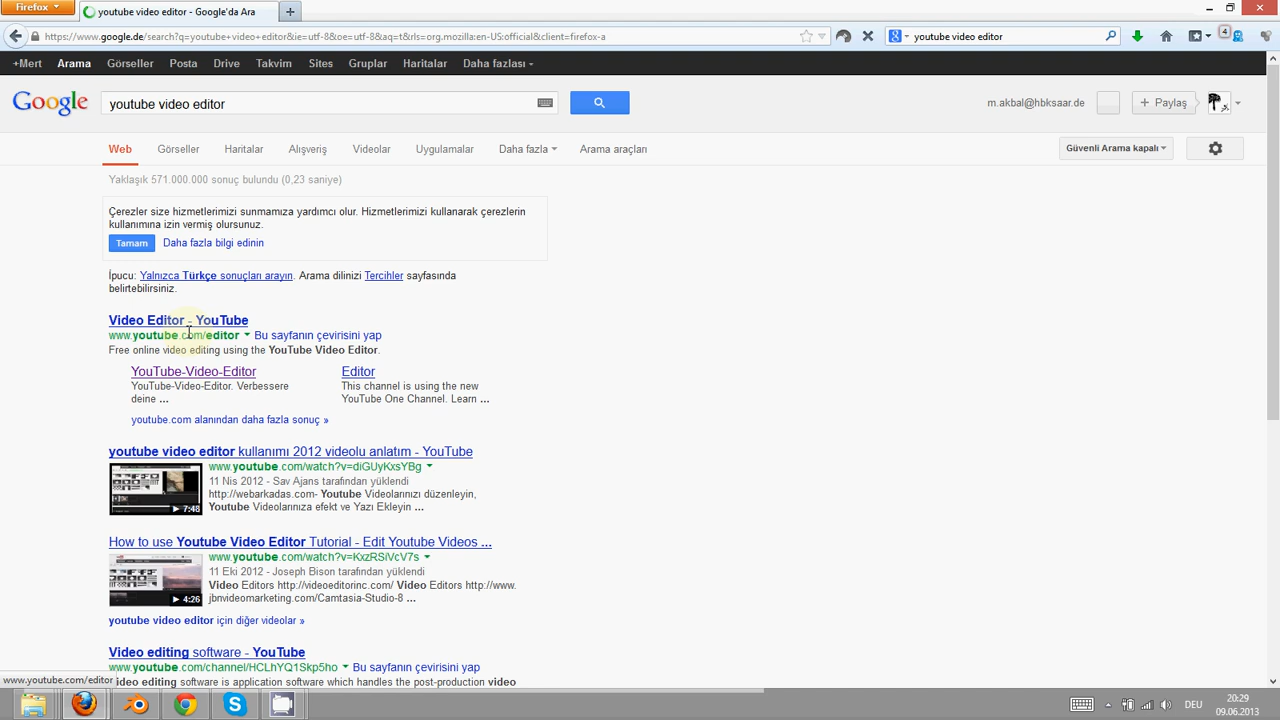 Firefox
youtube video editor - Google'da Ara
https://www.google.de/search?q=youtube+video+editor&ie=utf-8&oe=utf-8&aq=t&rls=org.mozilla:en-US:official&client=firefox-a
youtube video editor
4
+Mert Arama Görseller Posta Drive Takvim Sites Gruplar Haritalar Daha fazlası
Google
youtube video editor
m.akbal@hbksaar.de
+ Paylaş
Web Görseller Haritalar Alışveriş Videolar Uygulamalar Daha fazla Arama araçları
Güvenli Arama kapalı
Yaklaşık 571.000.000 sonuç bulundu (0,23 saniye)
Çerezler size hizmetlerimizi sunmamıza yardımcı olur. Hizmetlerimizi kullanarak çerezlerin
kullanımına izin vermiş olursunuz.
Tamam Daha fazla bilgi edinin
İpucu: Yalnızca Türkçe sonuçları arayın. Arama dilinizi Tercihler sayfasında
belirtebilirsiniz.
Video Editor - YouTube
www.youtube.com/editor Bu sayfanın çevirisini yap
Free online video editing using the YouTube Video Editor.
YouTube-Video-Editor
YouTube-Video-Editor. Verbessere
deine ...
Editor
This channel is using the new
YouTube One Channel. Learn ...
youtube.com alanından daha fazla sonuç »
youtube video editor kullanımı 2012 videolu anlatım - YouTube
www.youtube.com/watch?v=diGUyKxsYBg
11 Nis 2012 - Sav Ajans tarafından yüklendi
http://webarkadas.com- Youtube Videolarınızı düzenleyin,
Youtube Videolarınıza efekt ve Yazı Ekleyin ...
7:48
How to use Youtube Video Editor Tutorial - Edit Youtube Videos ...
www.youtube.com/watch?v=KxzRSiVcV7s
11 Eki 2012 - Joseph Bison tarafından yüklendi
Video Editors http://videoeditorinc.com/ Video Editors http://www.
jbnvideomarketing.com/Camtasia-Studio-8 ...
4:26
youtube video editor için diğer videolar »
Video editing software - YouTube
www.youtube.com/channel/HCLhYQ1Skp5ho Bu sayfanın çevirisini yap
Video editing software is application software which handles the post-production video
www.youtube.com/editor
DEU
20:29
09.06.2013